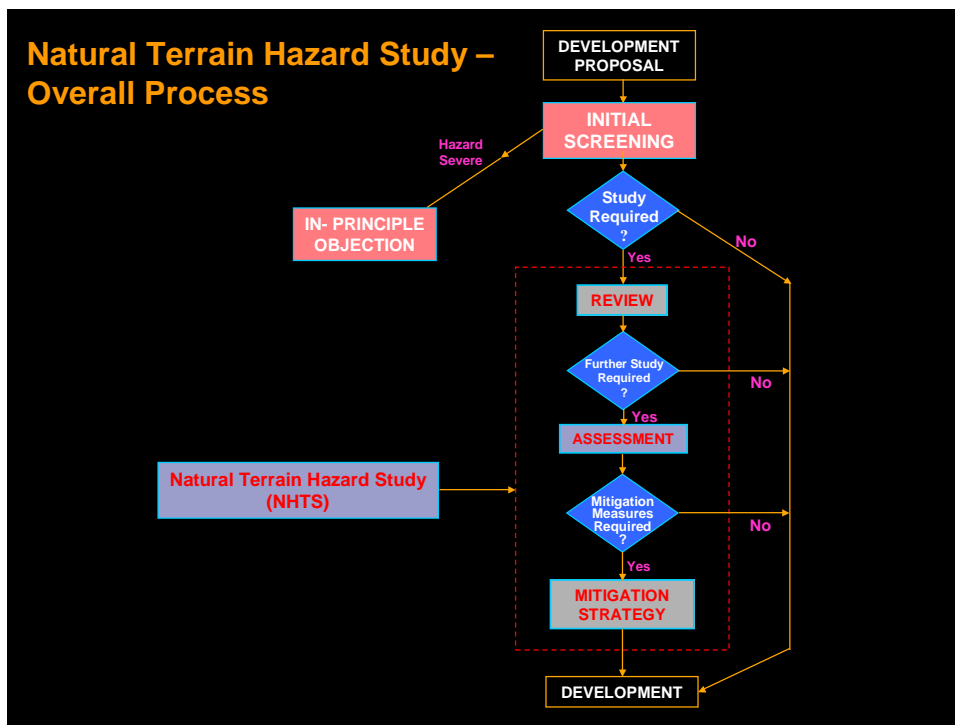 Natural Terrain Hazard Study –
Overall Process
DEVELOPMENT
PROPOSAL
INITIAL
SCREENING
Hazard
Severe
IN- PRINCIPLE
OBJECTION
Study
Required
?
No
Yes
REVIEW
Further Study
Required
?
No
Yes
ASSESSMENT
Natural Terrain Hazard Study
(NHTS)
Mitigation
Measures
Required
?
No
Yes
MITIGATION
STRATEGY
DEVELOPMENT